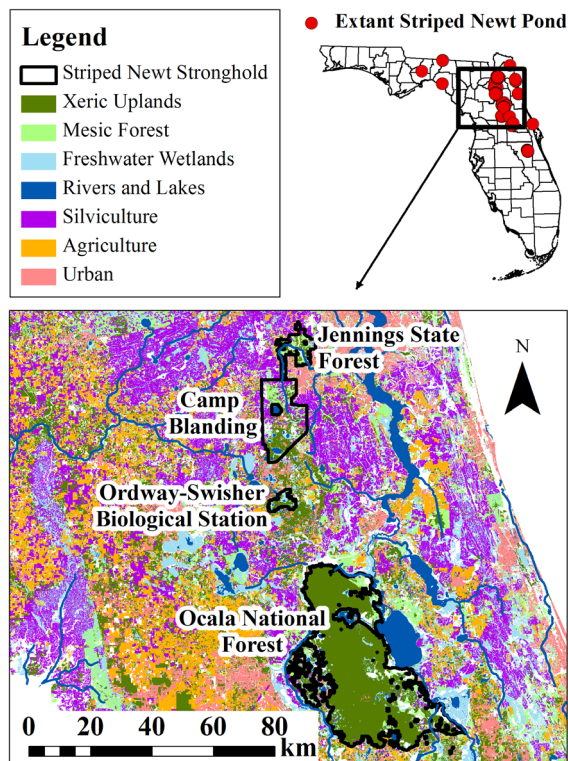 Extant Striped Newt Pond
Legend
Striped Newt Stronghold
Xeric Uplands
Mesic Forest
Freshwater Wetlands
Rivers and Lakes
Silviculture
Agriculture
Urban
Jennings State
Forest
Camp
Blanding
Ordway-Swisher
Biological Station
Ocala National
Forest
N
0 20 40 60 80
km